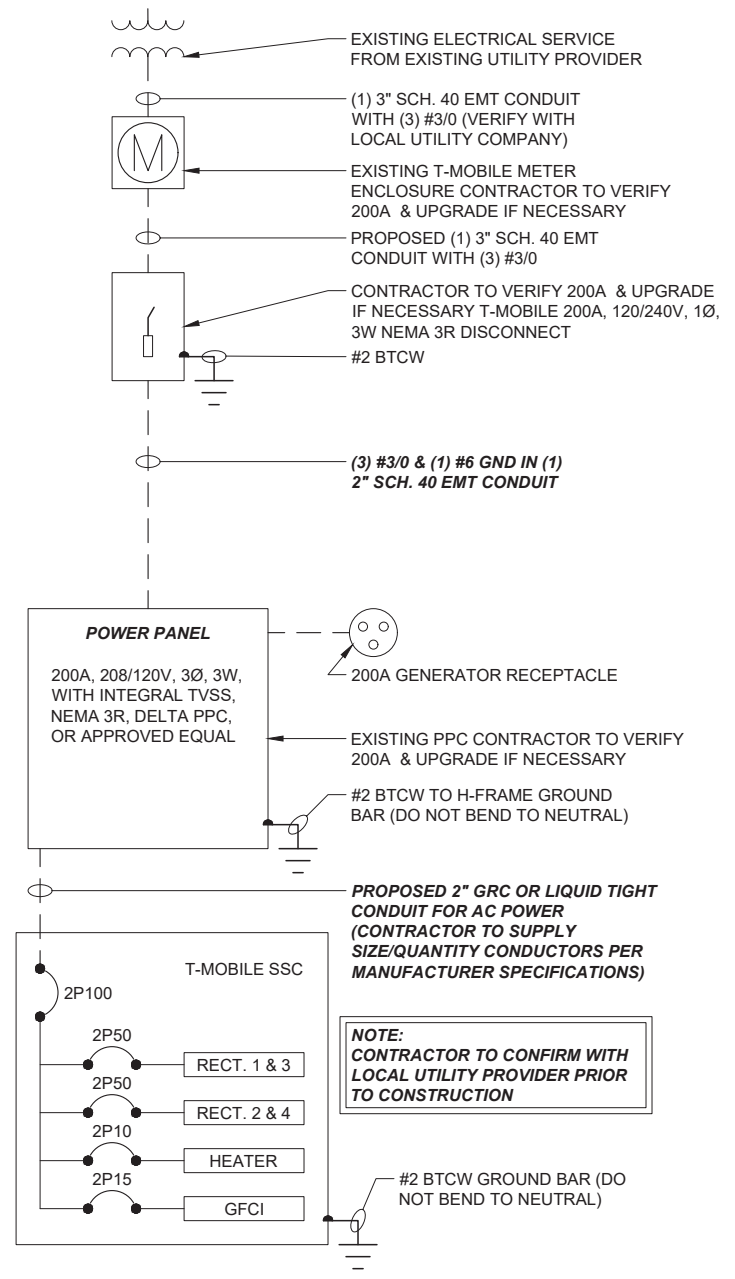 EXISTING ELECTRICAL SERVICE
FROM EXISTING UTILITY PROVIDER
(1) 3" SCH. 40 EMT CONDUIT
WITH (3) #3/0 (VERIFY WITH
LOCAL UTILITY COMPANY)
M
EXISTING T-MOBILE METER
ENCLOSURE CONTRACTOR TO VERIFY
200A & UPGRADE IF NECESSARY
PROPOSED (1) 3" SCH. 40 EMT
CONDUIT WITH (3) #3/0
CONTRACTOR TO VERIFY 200A & UPGRADE
IF NECESSARY T-MOBILE 200A, 120/240V, 1Ø,
3W NEMA 3R DISCONNECT
#2 BTCW
(3) #3/0 & (1) #6 GND IN (1)
2" SCH. 40 EMT CONDUIT
POWER PANEL
200A, 208/120V, 3Ø, 3W,
WITH INTEGRAL TVSS,
NEMA 3R, DELTA PPC,
OR APPROVED EQUAL
200A GENERATOR RECEPTACLE
EXISTING PPC CONTRACTOR TO VERIFY
200A & UPGRADE IF NECESSARY
#2 BTCW TO H-FRAME GROUND
BAR (DO NOT BEND TO NEUTRAL)
PROPOSED 2" GRC OR LIQUID TIGHT
CONDUIT FOR AC POWER
(CONTRACTOR TO SUPPLY
SIZE/QUANTITY CONDUCTORS PER
MANUFACTURER SPECIFICATIONS)
T-MOBILE SSC
2P100
2P50
RECT. 1 & 3
2P50
RECT. 2 & 4
2P10
HEATER
2P15
GFCI
NOTE:
CONTRACTOR TO CONFIRM WITH
LOCAL UTILITY PROVIDER PRIOR
TO CONSTRUCTION
#2 BTCW GROUND BAR (DO
NOT BEND TO NEUTRAL)